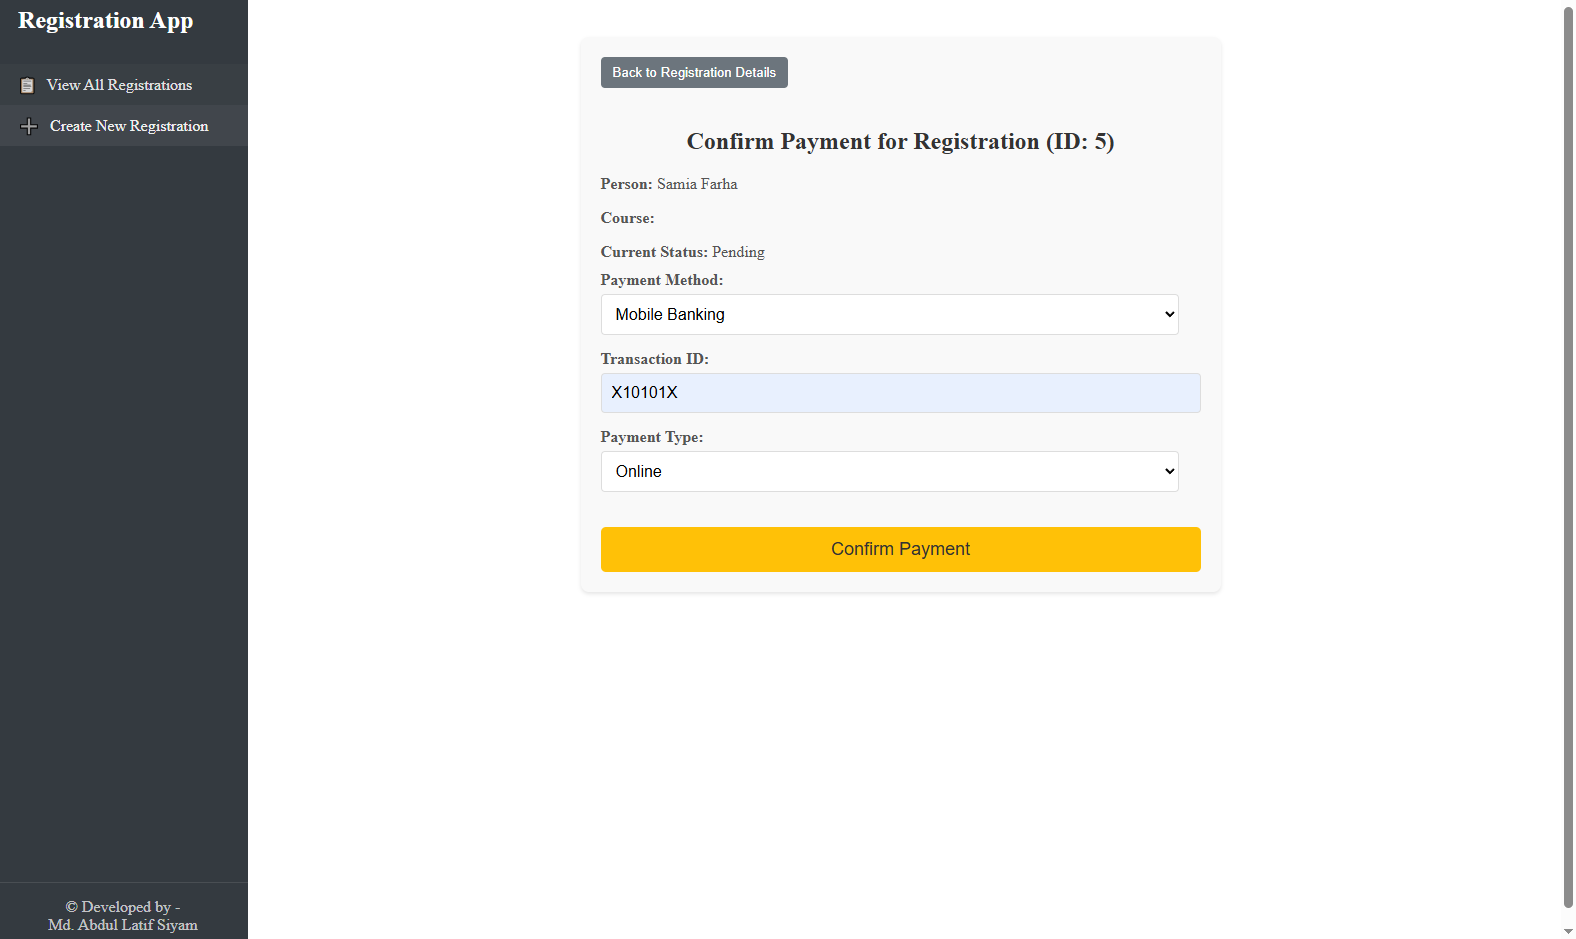 Registration App
View All Registrations
Create New Registration
Back to Registration Details
Confirm Payment for Registration (ID: 5)
Person: Samia Farha
Course:
Current Status: Pending
Payment Method:
Mobile Banking
Transaction ID:
X10101X
Payment Type:
Online
Confirm Payment
© Developed by -
Md. Abdul Latif Siyam